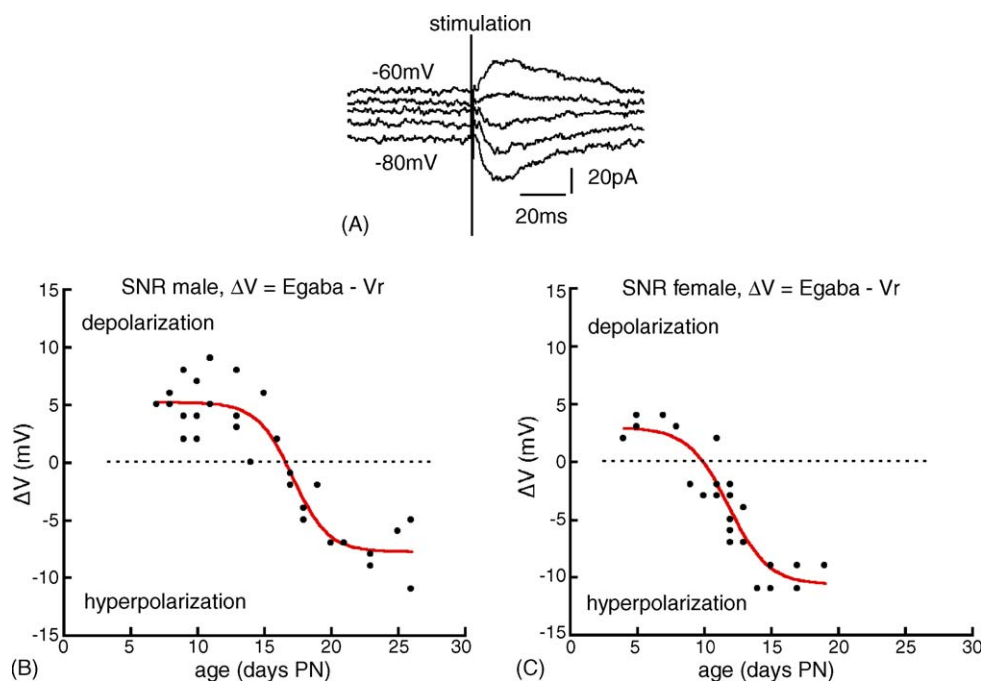 stimulation
-60mV
-80mV
20pA
20ms
(A)
SNR male, ΔV = Egaba - Vr
depolarization
hyperpolarization
ΔV (mV)
15
10
5
0
-5
-10
-15
0 5 10 15 20 25 30
age (days PN)
(B)
SNR female, ΔV = Egaba - Vr
depolarization
hyperpolarization
ΔV (mV)
15
10
5
0
-5
-10
-15
0 5 10 15 20 25 30
age (days PN)
(C)